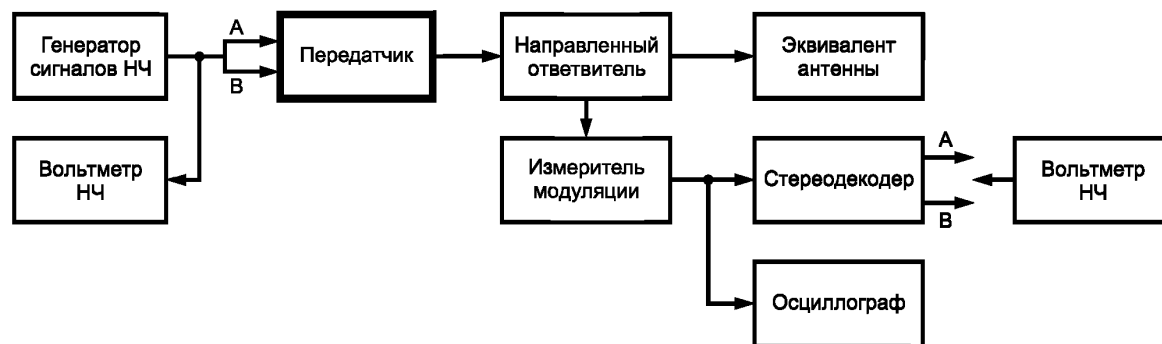 Генератор
сигналов НЧ
А
В
Передатчик
Направленный
ответвитель
Эквивалент
антенны
Вольтметр
НЧ
Измеритель
модуляции
Стереодекодер
А
В
Вольтметр
НЧ
Осциллограф